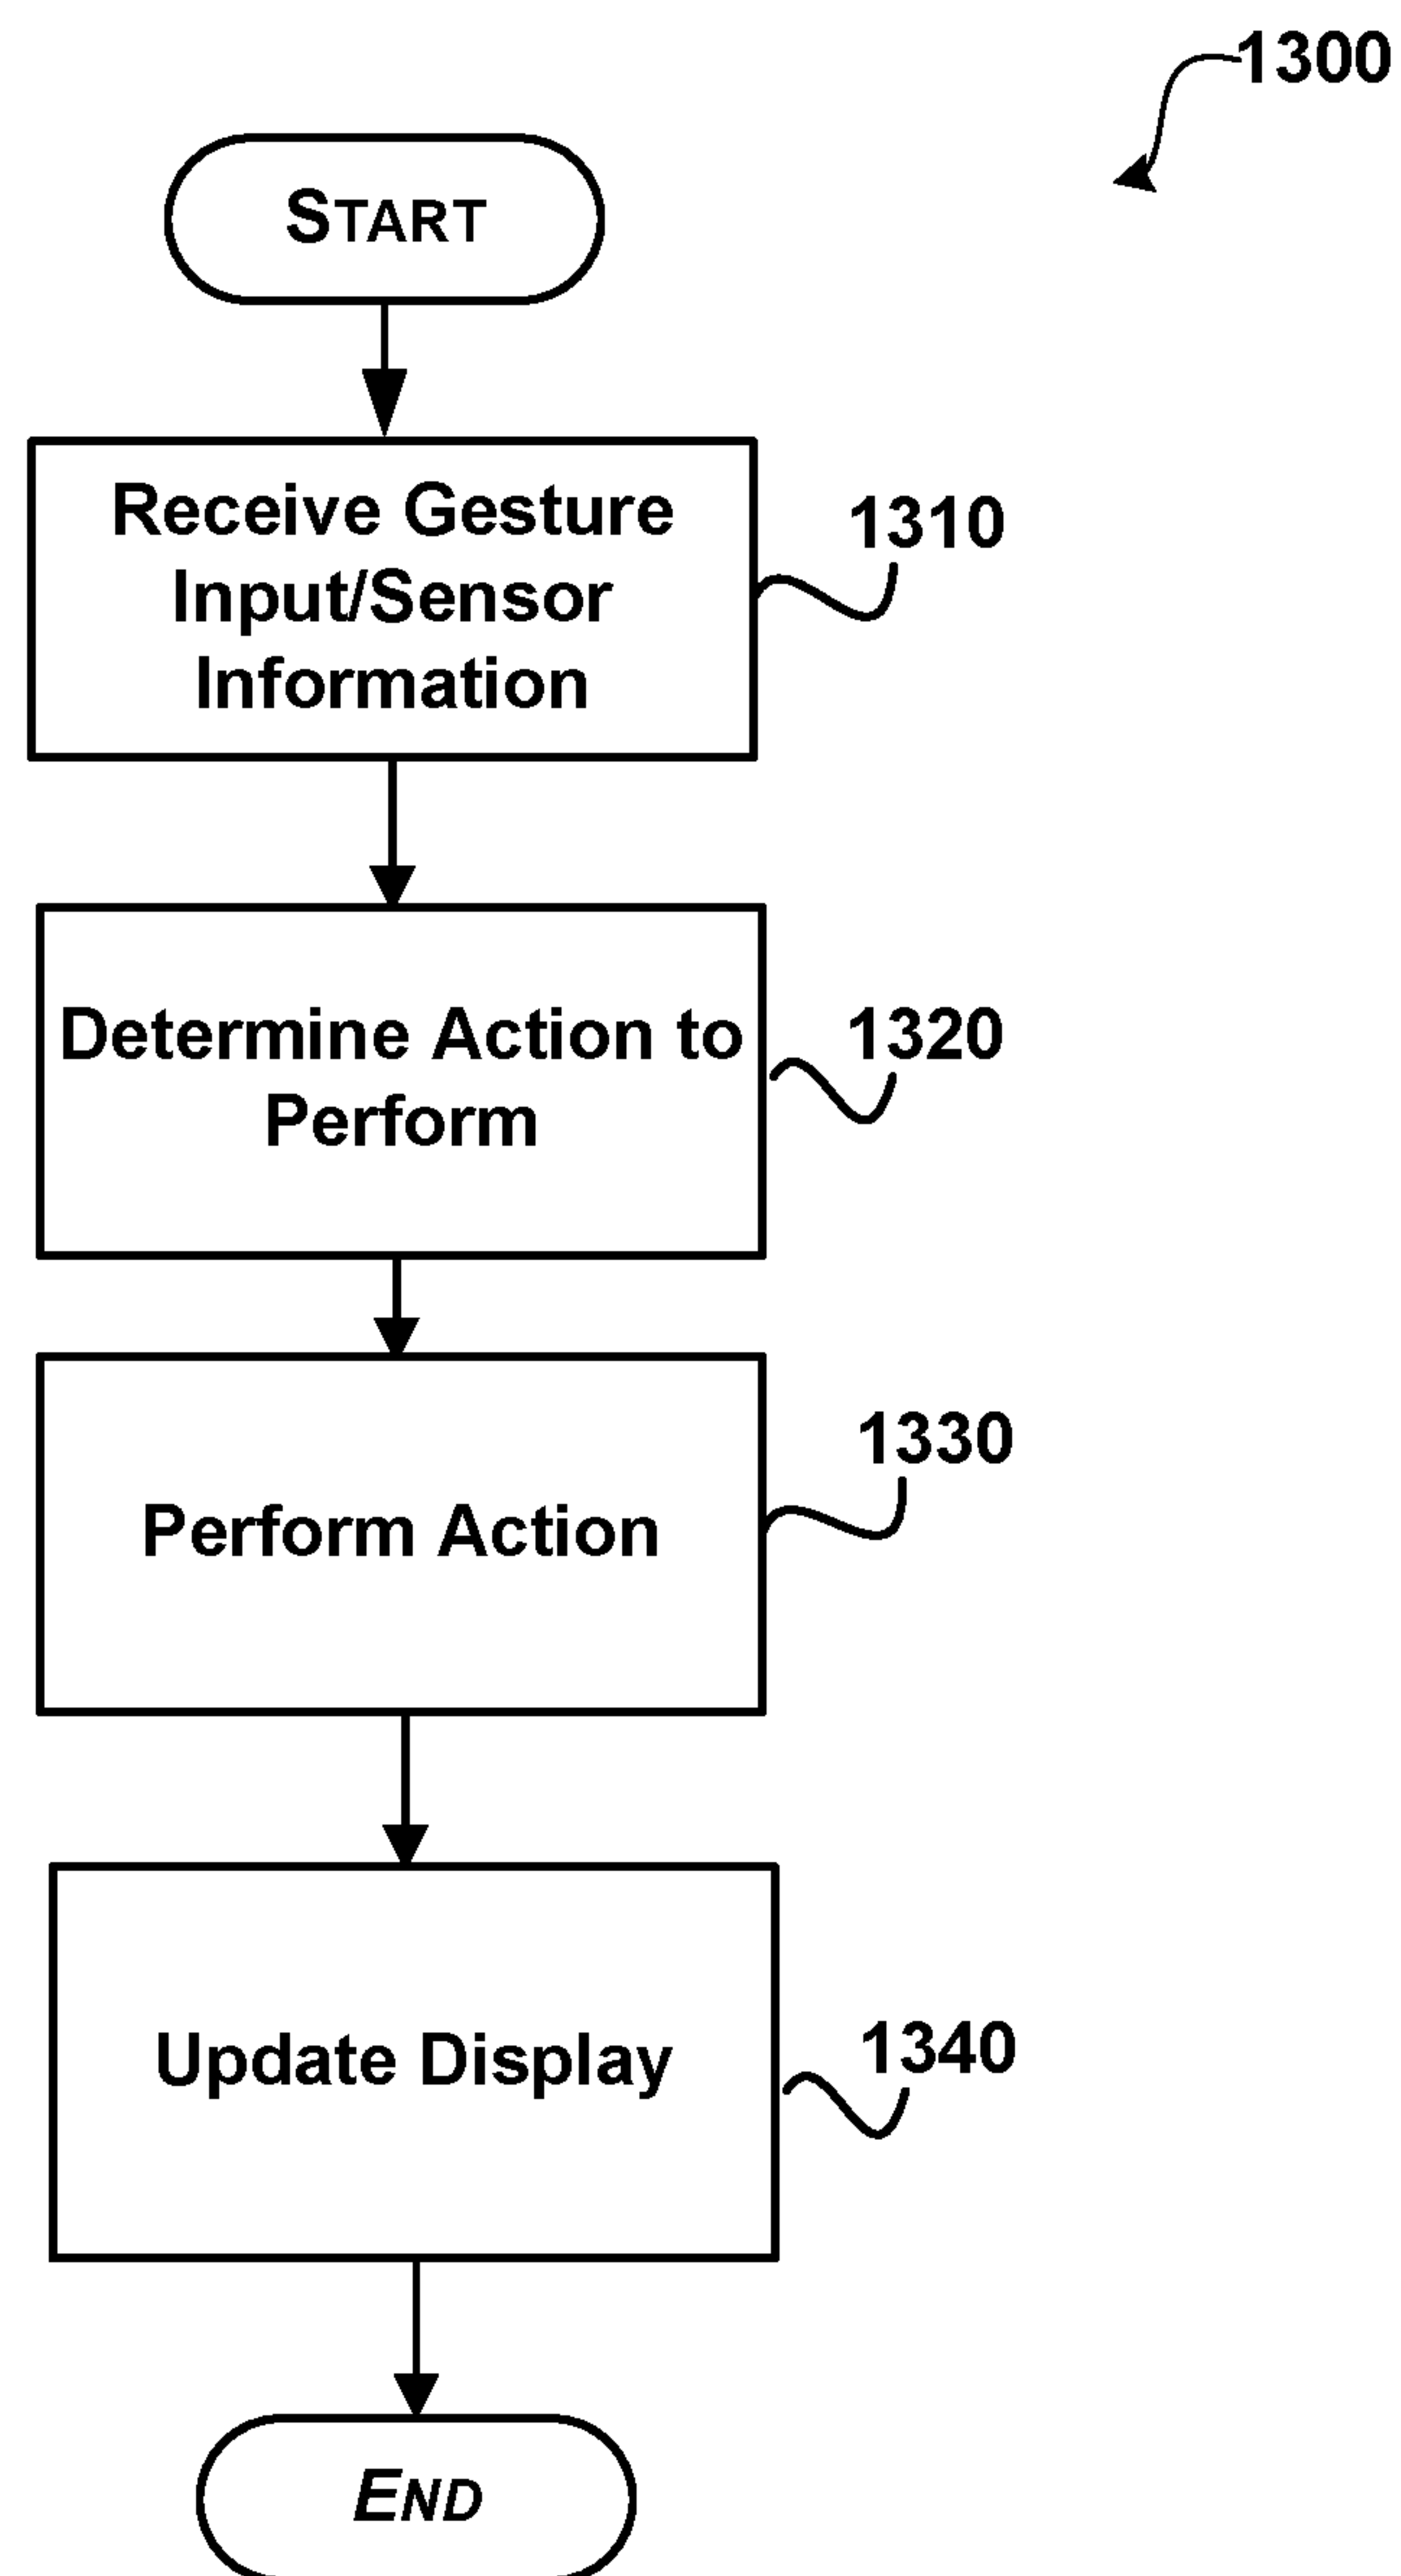 1300
START
Receive Gesture
Input/Sensor
Information
1310
Determine Action to
Perform
1320
Perform Action
1330
Update Display
1340
END